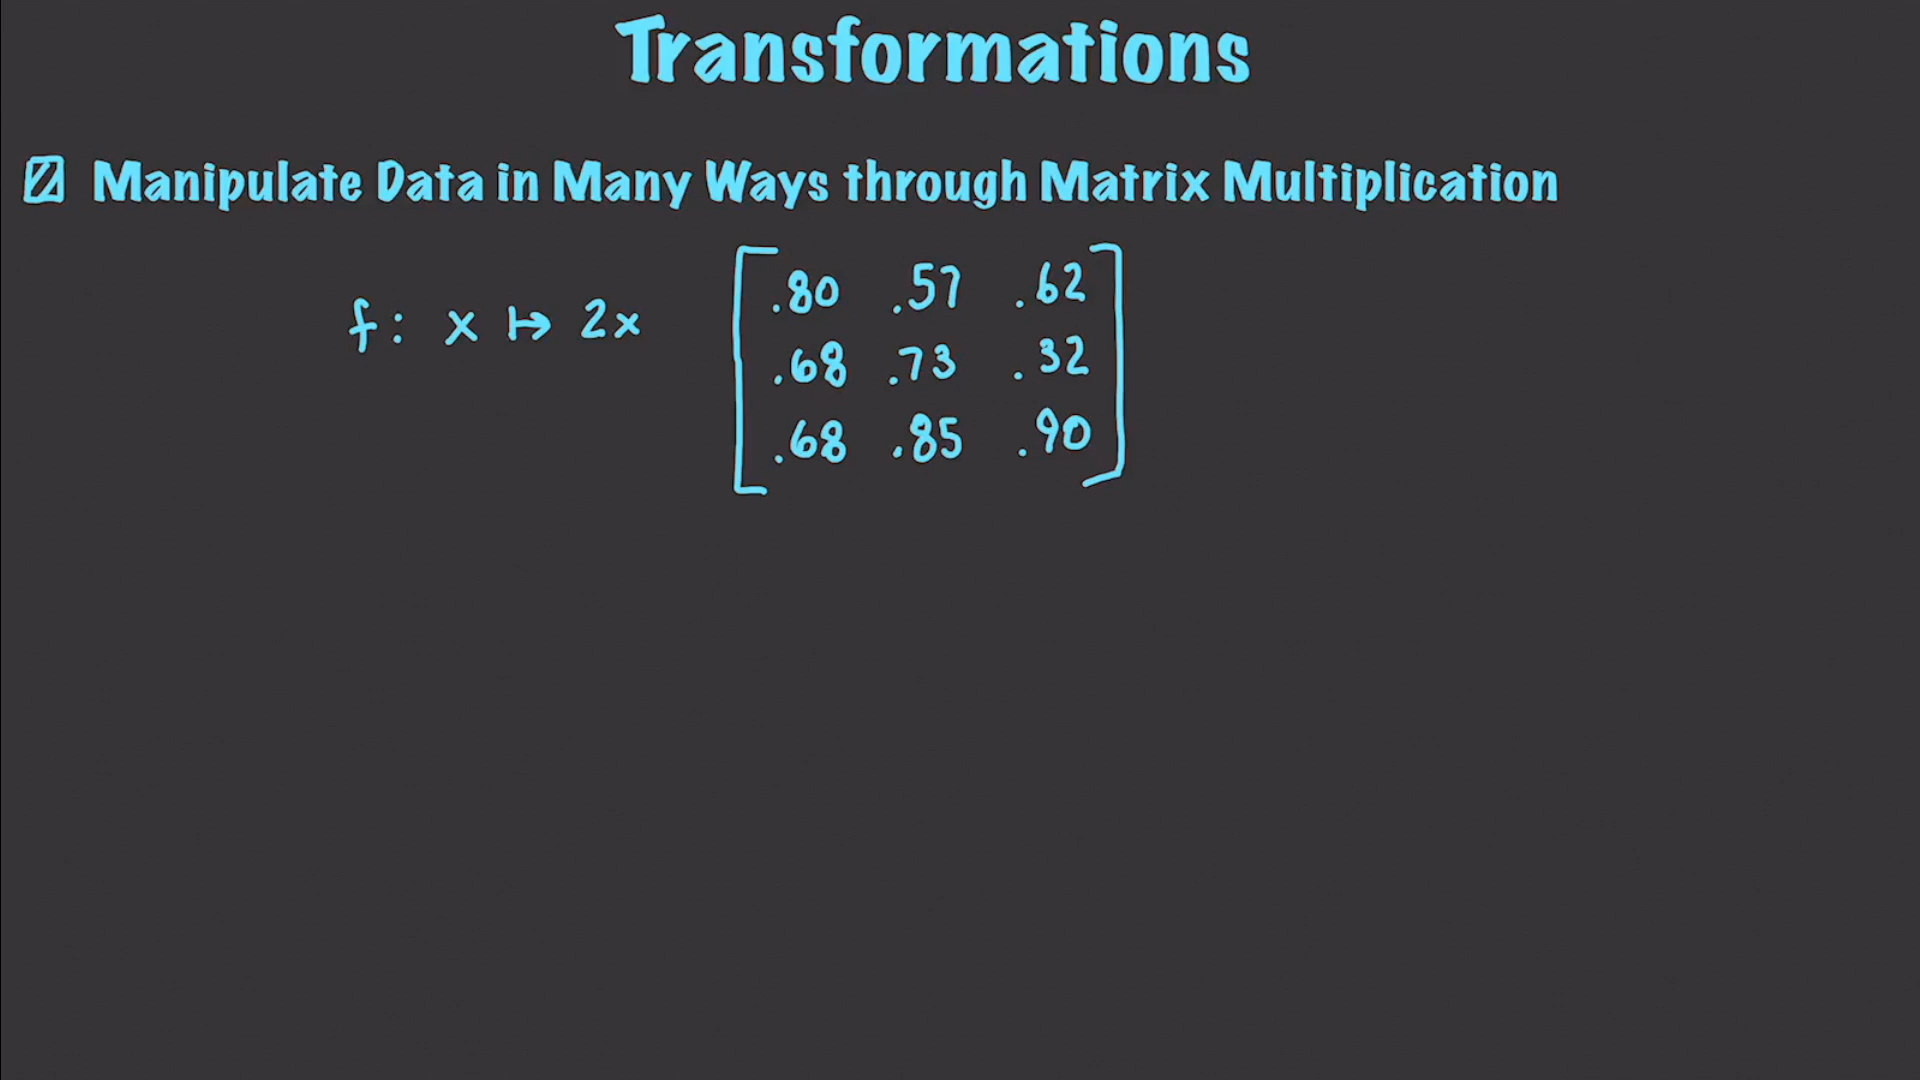 Transformations
Manipulate Data in Many Ways through Matrix Multiplication
f: x ↦ 2x
.80 .57 .62
.68 .73 .32
.68 .85 .90